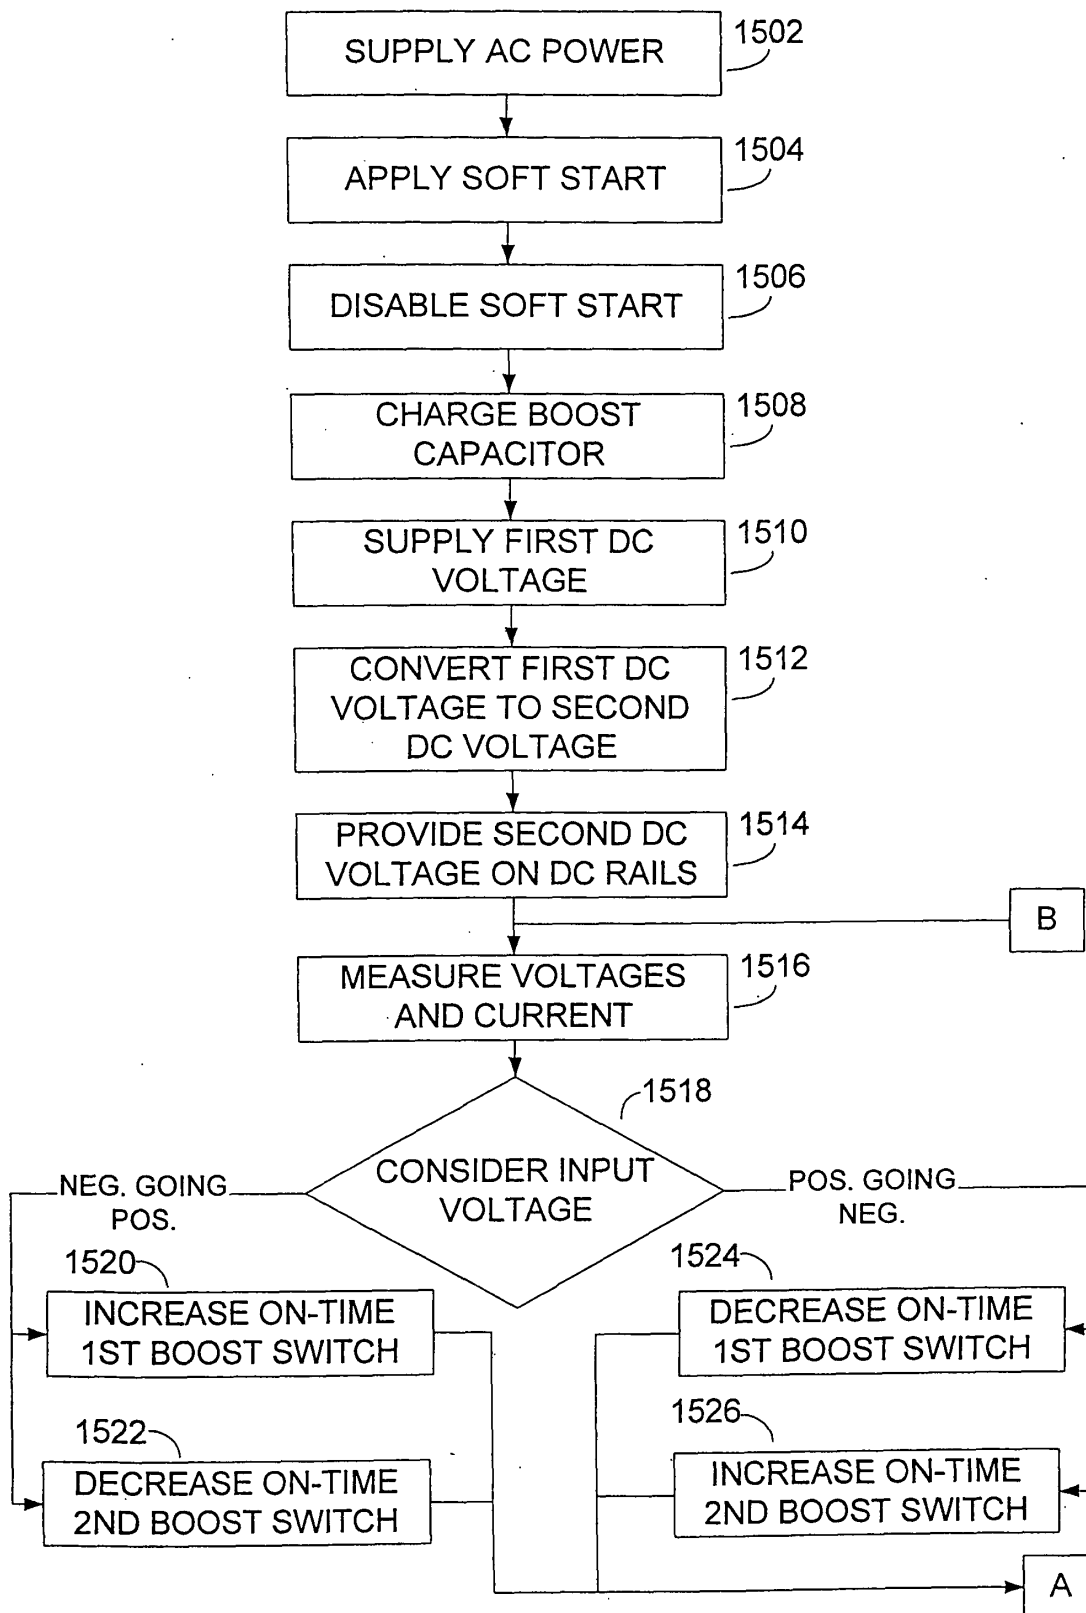 SUPPLY AC POWER
1502
APPLY SOFT START
1504
DISABLE SOFT START
1506
CHARGE BOOST
CAPACITOR
1508
SUPPLY FIRST DC
VOLTAGE
1510
CONVERT FIRST DC
VOLTAGE TO SECOND
DC VOLTAGE
1512
PROVIDE SECOND DC
VOLTAGE ON DC RAILS
1514
B
MEASURE VOLTAGES
AND CURRENT
1516
CONSIDER INPUT
VOLTAGE
1518
NEG. GOING
POS.
POS. GOING
NEG.
1520
INCREASE ON-TIME
1ST BOOST SWITCH
1524
DECREASE ON-TIME
1ST BOOST SWITCH
1522
DECREASE ON-TIME
2ND BOOST SWITCH
1526
INCREASE ON-TIME
2ND BOOST SWITCH
A